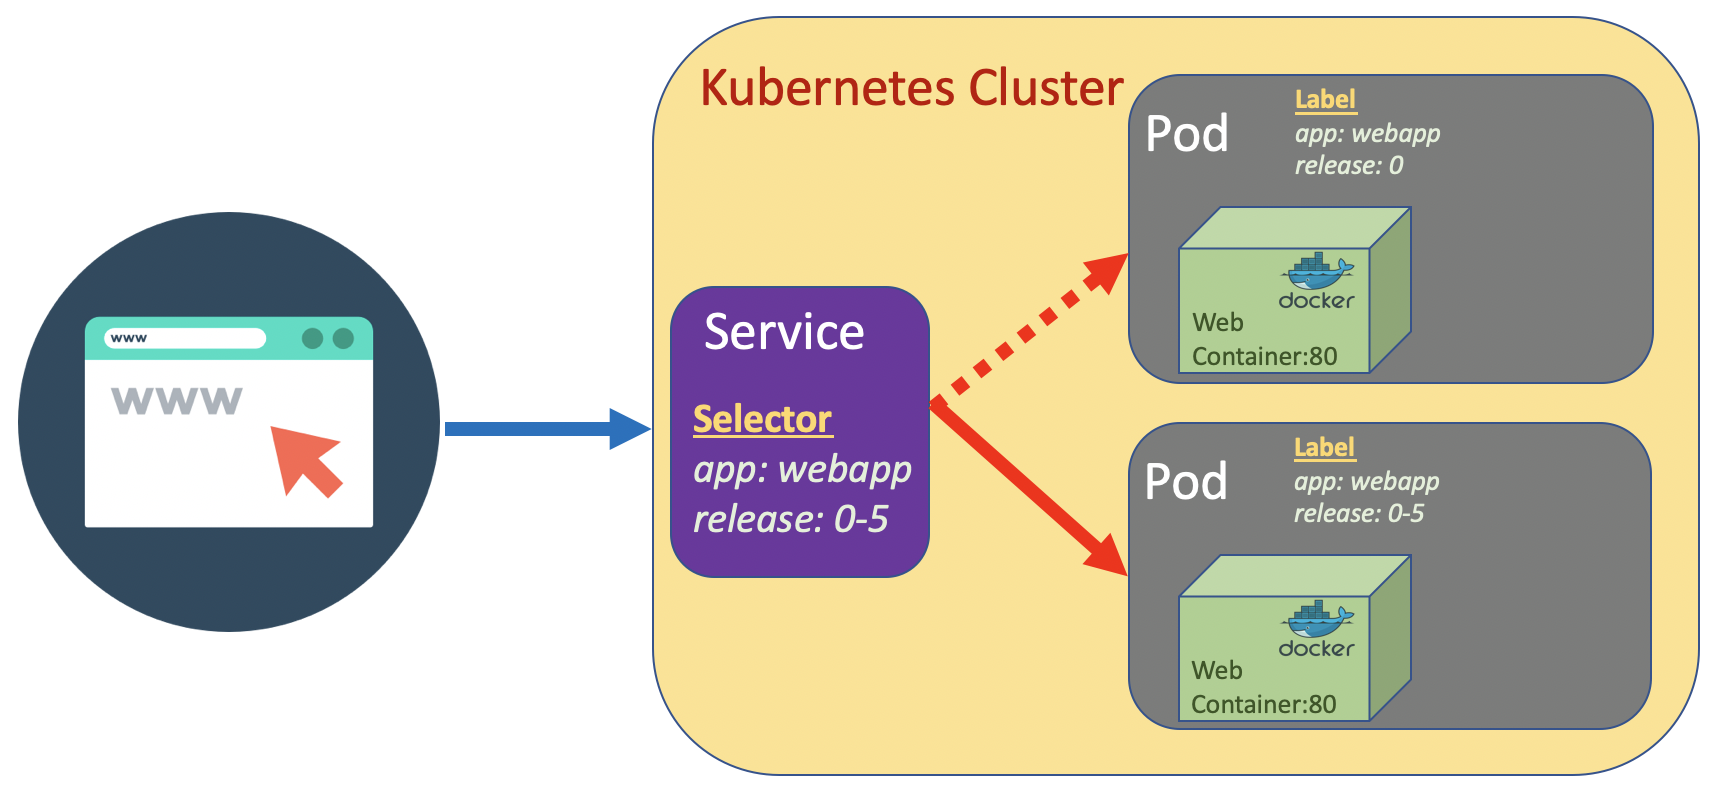 www
www
Kubernetes Cluster
Service
Selector
app: webapp
release: 0-5
Pod
Label
app: webapp
release: 0
docker
Web
Container:80
Pod
Label
app: webapp
release: 0-5
docker
Web
Container:80